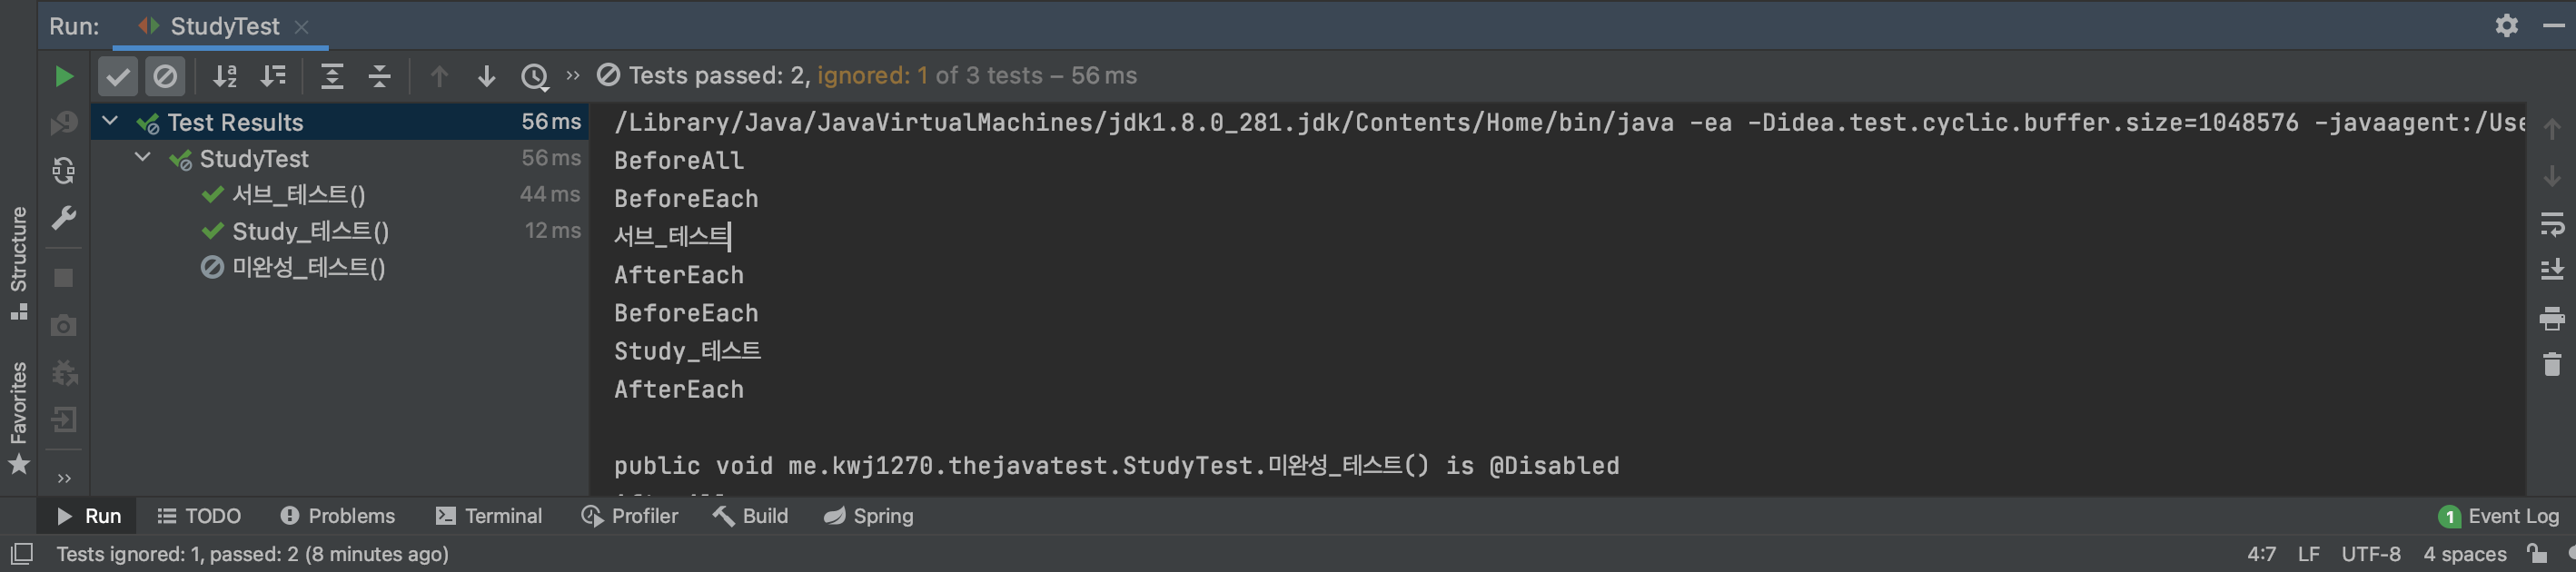 Run: StudyTest
Tests passed: 2, ignored: 1 of 3 tests – 56 ms
Test Results 56 ms
StudyTest 56 ms
서브_테스트() 44 ms
Study_테스트() 12 ms
미완성_테스트()
/Library/Java/JavaVirtualMachines/jdk1.8.0_281.jdk/Contents/Home/bin/java -ea -Didea.test.cyclic.buffer.size=1048576 -javaagent:/Use
BeforeAll
BeforeEach
서브_테스트
AfterEach
BeforeEach
Study_테스트
AfterEach
public void me.kwj1270.thejavatest.StudyTest.미완성_테스트() is @Disabled
Structure
Favorites
Run TODO Problems Terminal Profiler Build Spring 1 Event Log
Tests ignored: 1, passed: 2 (8 minutes ago) 4:7 LF UTF-8 4 spaces